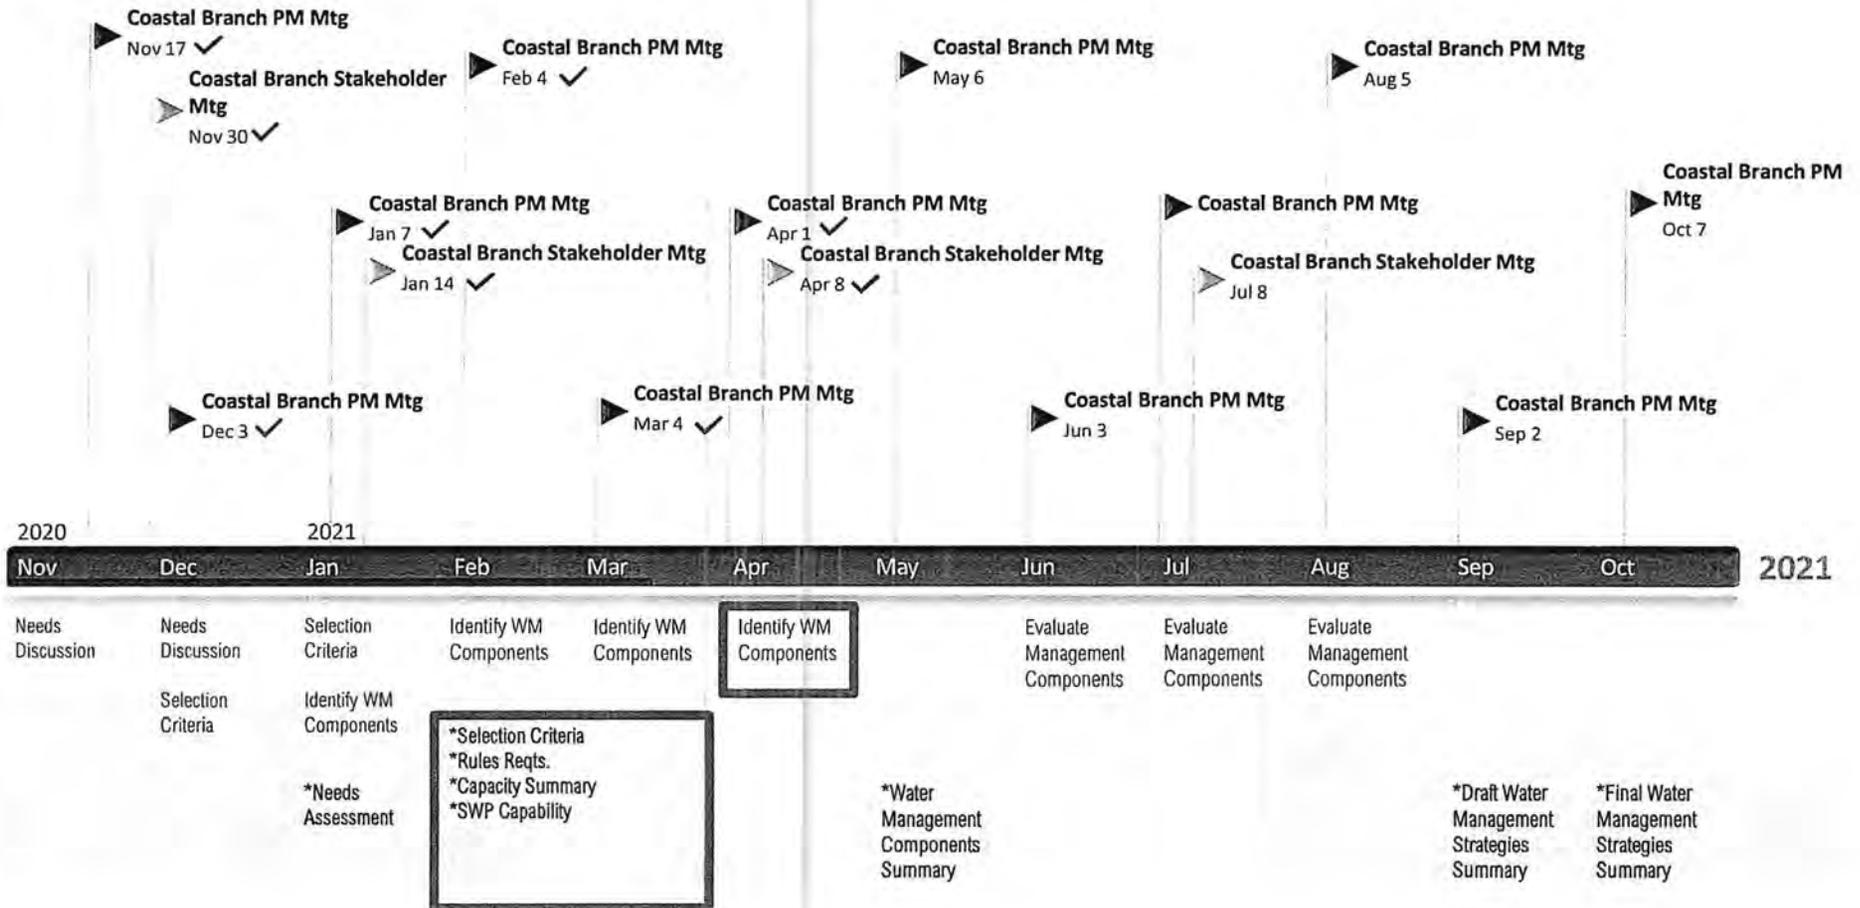 Coastal Branch PM Mtg
Nov 17 ✓
Coastal Branch Stakeholder
Mtg
Nov 30 ✓
Coastal Branch PM Mtg
Feb 4 ✓
Coastal Branch PM Mtg
May 6
Coastal Branch PM Mtg
Aug 5
Coastal Branch PM Mtg
Jan 7 ✓
Coastal Branch Stakeholder Mtg
Jan 14 ✓
Coastal Branch PM Mtg
Apr 1 ✓
Coastal Branch Stakeholder Mtg
Apr 8 ✓
Coastal Branch PM Mtg
Coastal Branch Stakeholder Mtg
Jul 8
Coastal Branch PM
Mtg
Oct 7
Coastal Branch PM Mtg
Dec 3 ✓
Coastal Branch PM Mtg
Mar 4 ✓
Coastal Branch PM Mtg
Jun 3
Coastal Branch PM Mtg
Sep 2
2020
2021
Nov Dec Jan Feb Mar Apr May Jun Jul Aug Sep Oct
2021
Needs
Discussion
Needs
Discussion
Selection
Criteria
Selection
Criteria
Identify WM
Components
*Needs
Assessment
Identify WM
Components
Identify WM
Components
*Selection Criteria
*Rules Reqts.
*Capacity Summary
*SWP Capability
Identify WM
Components
*Water
Management
Components
Summary
Evaluate
Management
Components
Evaluate
Management
Components
Evaluate
Management
Components
*Draft Water
Management
Strategies
Summary
*Final Water
Management
Strategies
Summary